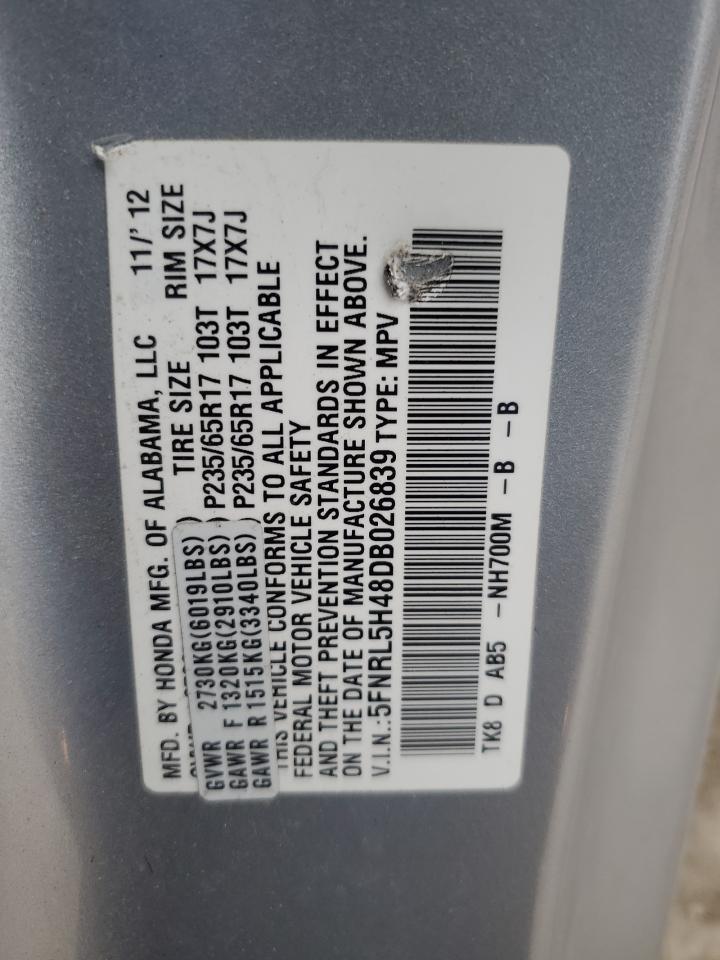 MFD. BY HONDA MFG. OF ALABAMA, LLC 11/' 12
TIRE SIZE RIM SIZE
GVWR 2730KG(6019LBS)
GAWR F 1320KG(2910LBS) P235/65R17 103T 17X7J
GAWR R 1515KG(3340LBS) P235/65R17 103T 17X7J
THIS VEHICLE CONFORMS TO ALL APPLICABLE
FEDERAL MOTOR VEHICLE SAFETY
AND THEFT PREVENTION STANDARDS IN EFFECT
ON THE DATE OF MANUFACTURE SHOWN ABOVE.
V.I.N.: 5FNRL5H48DB026839 TYPE: MPV
TK8 D AB5 -NH700M -B -B